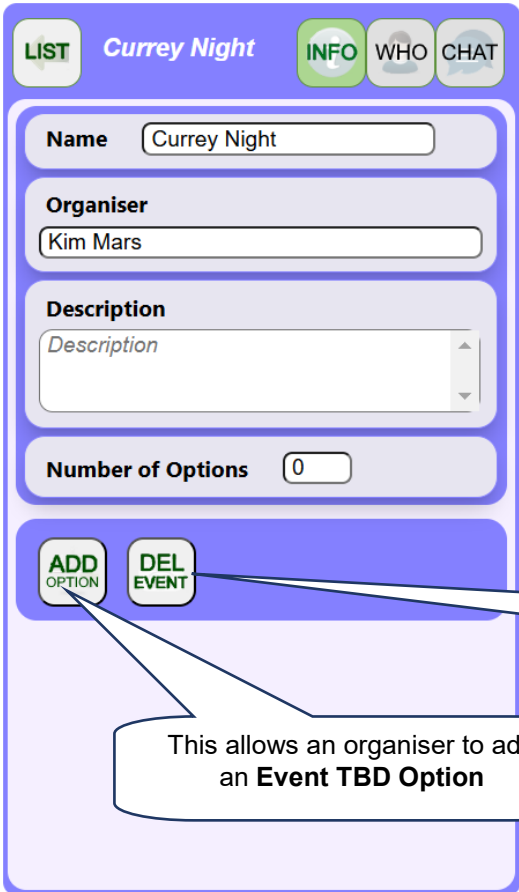 LIST Currey Night INFO WHO CHAT
Name Currey Night
Organiser
Kim Mars
Description
Description
Number of Options 0
ADD
OPTION
DEL
EVENT
This allows an organiser to ad
an Event TBD Option